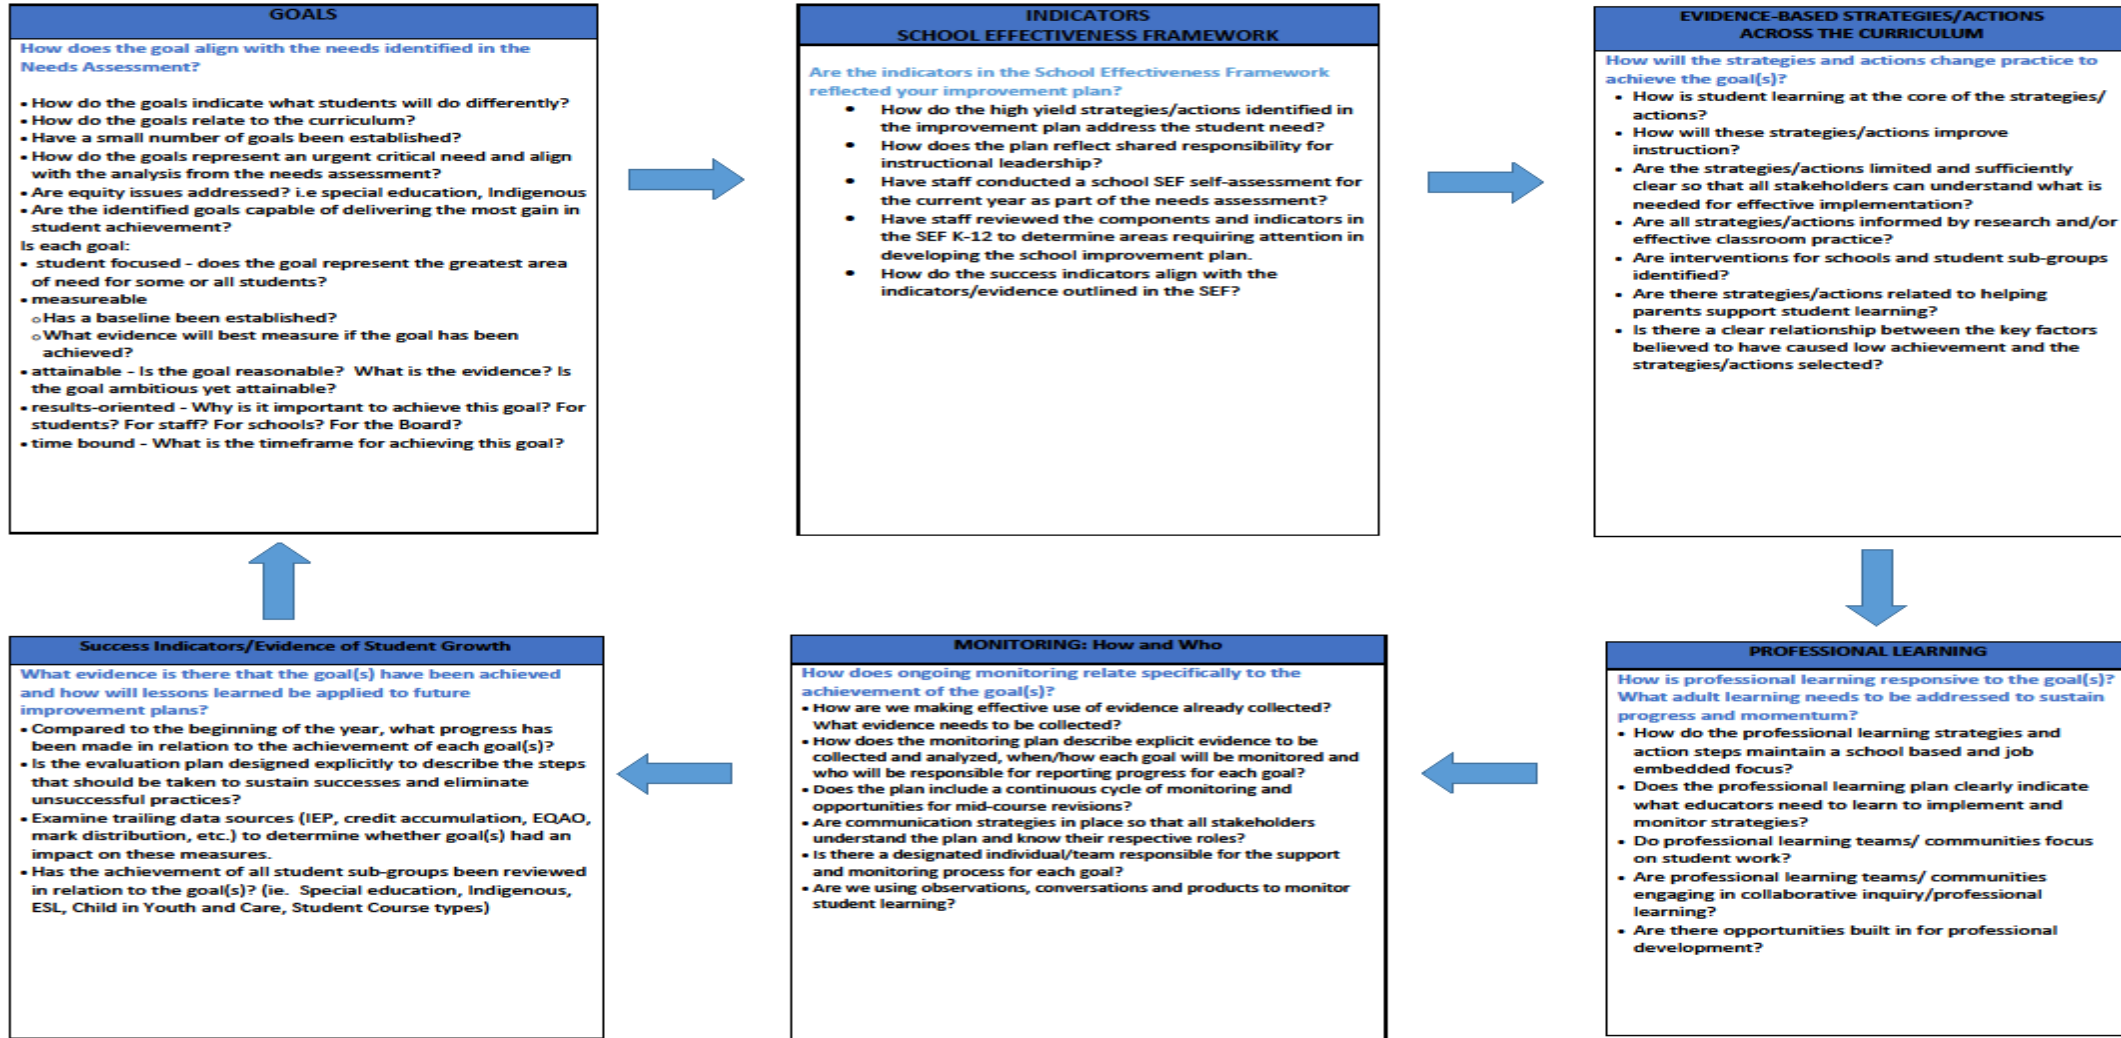 GOALS
How does the goal align with the needs identified in the
Needs Assessment?
• How do the goals indicate what students will do differently?
• How do the goals relate to the curriculum?
• Have a small number of goals been established?
• How do the goals represent an urgent critical need and align
with the analysis from the needs assessment?
• Are equity issues addressed? i.e special education, Indigenous
• Are the identified goals capable of delivering the most gain in
student achievement?
Is each goal:
• student focused - does the goal represent the greatest area
of need for some or all students?
• measureable
o Has a baseline been established?
o What evidence will best measure if the goal has been
achieved?
• attainable - Is the goal reasonable? What is the evidence? Is
the goal ambitious yet attainable?
• results-oriented - Why is it important to achieve this goal? For
students? For staff? For schools? For the Board?
• time bound - What is the timeframe for achieving this goal?
INDICATORS
SCHOOL EFFECTIVENESS FRAMEWORK
Are the indicators in the School Effectiveness Framework
reflected your improvement plan?
• How do the high yield strategies/actions identified in
the improvement plan address the student need?
• How does the plan reflect shared responsibility for
instructional leadership?
• Have staff conducted a school SEF self-assessment for
the current year as part of the needs assessment?
• Have staff reviewed the components and indicators in
the SEF K-12 to determine areas requiring attention in
developing the school improvement plan.
• How do the success indicators align with the
indicators/evidence outlined in the SEF?
EVIDENCE-BASED STRATEGIES/ACTIONS
ACROSS THE CURRICULUM
How will the strategies and actions change practice to
achieve the goal(s)?
• How is student learning at the core of the strategies/
actions?
• How will these strategies/actions improve
instruction?
• Are the strategies/actions limited and sufficiently
clear so that all stakeholders can understand what is
needed for effective implementation?
• Are all strategies/actions informed by research and/or
effective classroom practice?
• Are interventions for schools and student sub-groups
identified?
• Are there strategies/actions related to helping
parents support student learning?
• Is there a clear relationship between the key factors
believed to have caused low achievement and the
strategies/actions selected?
Success Indicators/Evidence of Student Growth
What evidence is there that the goal(s) have been achieved
and how will lessons learned be applied to future
improvement plans?
• Compared to the beginning of the year, what progress has
been made in relation to the achievement of each goal(s)?
• Is the evaluation plan designed explicitly to describe the steps
that should be taken to sustain successes and eliminate
unsuccessful practices?
• Examine trailing data sources (IEP, credit accumulation, EQAO,
mark distribution, etc.) to determine whether goal(s) had an
impact on these measures.
• Has the achievement of all student sub-groups been reviewed
in relation to the goal(s)? (ie. Special education, Indigenous,
ESL, Child in Youth and Care, Student Course types)
MONITORING: How and Who
How does ongoing monitoring relate specifically to the
achievement of the goal(s)?
• How are we making effective use of evidence already collected?
What evidence needs to be collected?
• How does the monitoring plan describe explicit evidence to be
collected and analyzed, when/how each goal will be monitored and
who will be responsible for reporting progress for each goal?
• Does the plan include a continuous cycle of monitoring and
opportunities for mid-course revisions?
• Are communication strategies in place so that all stakeholders
understand the plan and know their respective roles?
• Is there a designated individual/team responsible for the support
and monitoring process for each goal?
• Are we using observations, conversations and products to monitor
student learning?
PROFESSIONAL LEARNING
How is professional learning responsive to the goal(s)?
What adult learning needs to be addressed to sustain
progress and momentum?
• How do the professional learning strategies and
action steps maintain a school based and job
embedded focus?
• Does the professional learning plan clearly indicate
what educators need to learn to implement and
monitor strategies?
• Do professional learning teams/ communities focus
on student work?
• Are professional learning teams/ communities
engaging in collaborative inquiry/professional
learning?
• Are there opportunities built in for professional
development?